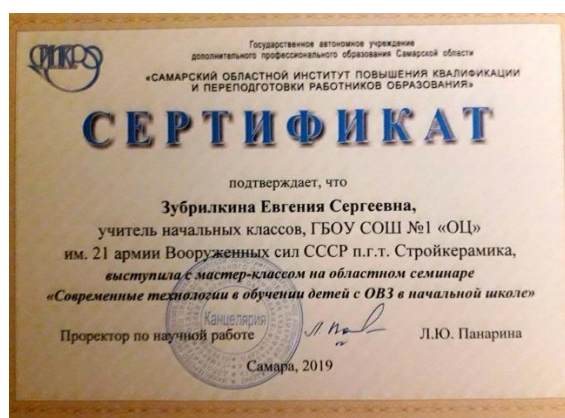 Государственное автономное учреждение
дополнительного профессионального образования Самарской области
«САМАРСКИЙ ОБЛАСТНОЙ ИНСТИТУТ ПОВЫШЕНИЯ КВАЛИФИКАЦИИ
И ПЕРЕПОДГОТОВКИ РАБОТНИКОВ ОБРАЗОВАНИЯ»
СЕРТИФИКАТ
подтверждает, что
Зубрилкина Евгения Сергеевна,
учитель начальных классов, ГБОУ СОШ №1 «ОЦ»
им. 21 армии Вооруженных сил СССР п.г.т. Стройкерамика,
выступила с мастер-классом на областном семинаре
«Современные технологии в обучении детей с ОВЗ в начальной школе»
Канцелярия
Проректор по научной работе Л.Ю. Панарина
Самара, 2019